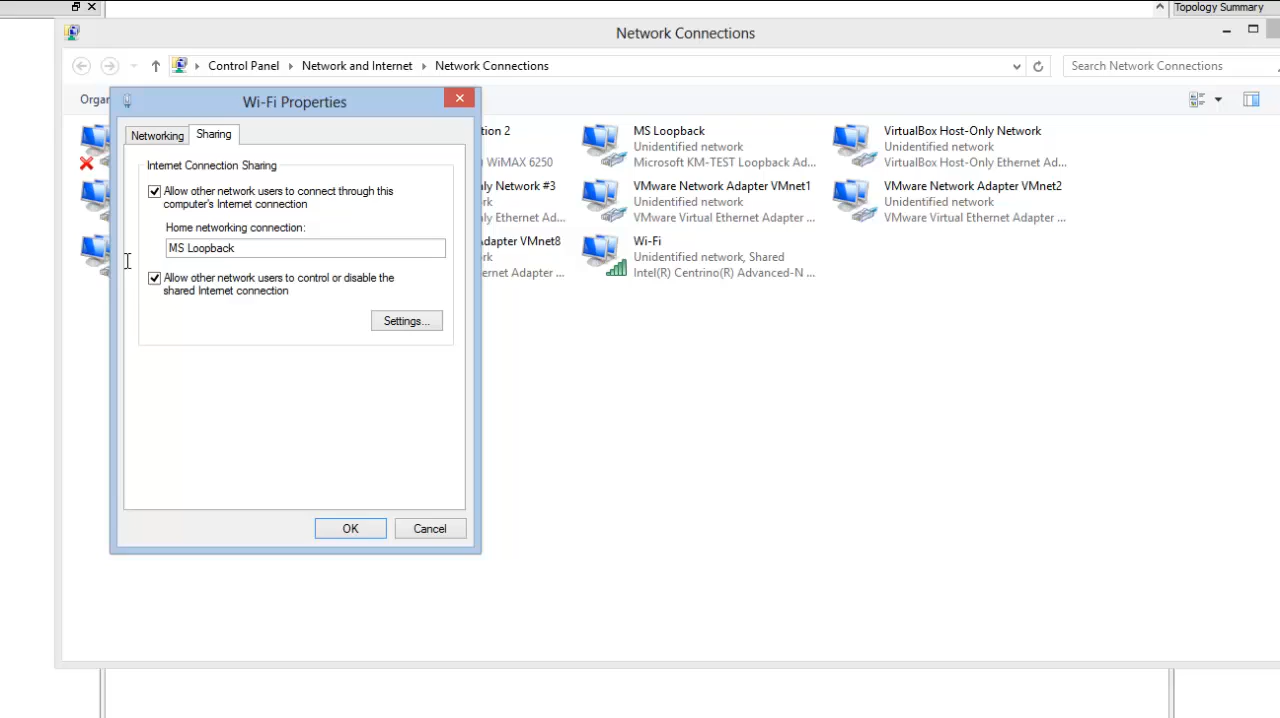 Topology Summary
Network Connections
Control Panel
Network and Internet
Network Connections
Search Network Connections
Organ
Wi-Fi Properties
Networking
Sharing
Internet Connection Sharing
Allow other network users to connect through this
computer's Internet connection
Home networking connection:
MS Loopback
Allow other network users to control or disable the
shared Internet connection
Settings...
OK
Cancel
tion 2
WiMAX 6250
MS Loopback
Unidentified network
Microsoft KM-TEST Loopback Ad...
VirtualBox Host-Only Network
Unidentified network
VirtualBox Host-Only Ethernet Ad...
nly Network #3
rk
nly Ethernet Ad...
VMware Network Adapter VMnet1
Unidentified network
VMware Virtual Ethernet Adapter ...
VMware Network Adapter VMnet2
Unidentified network
VMware Virtual Ethernet Adapter ...
Adapter VMnet8
rk
ernet Adapter ...
Wi-Fi
Unidentified network, Shared
Intel(R) Centrino(R) Advanced-N ...